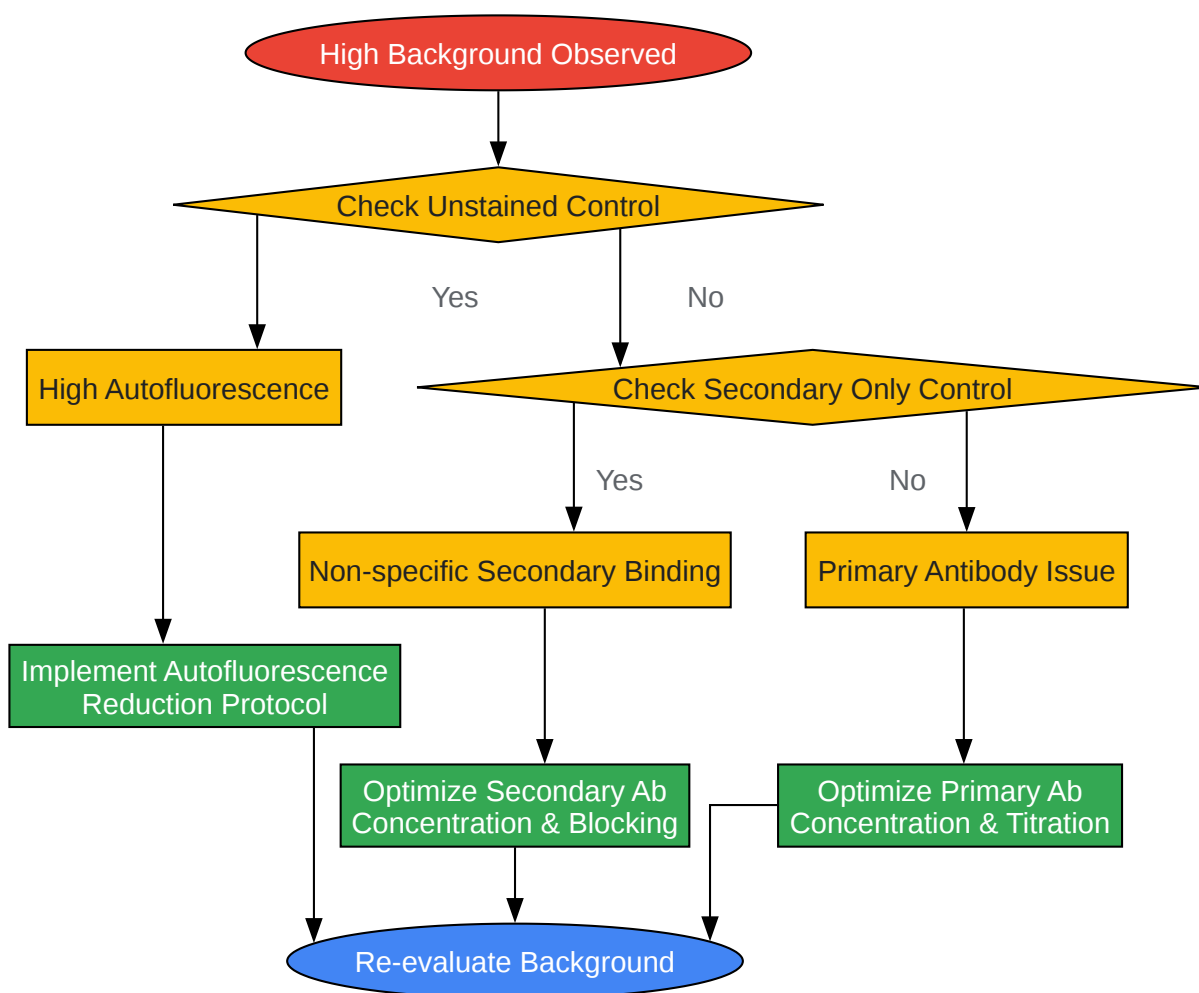 High Background Observed
Check Unstained Control
Yes
No
High Autofluorescence
Check Secondary Only Control
Yes
No
Non-specific Secondary Binding
Primary Antibody Issue
Implement Autofluorescence
Reduction Protocol
Optimize Secondary Ab
Concentration & Blocking
Optimize Primary Ab
Concentration & Titration
Re-evaluate Background